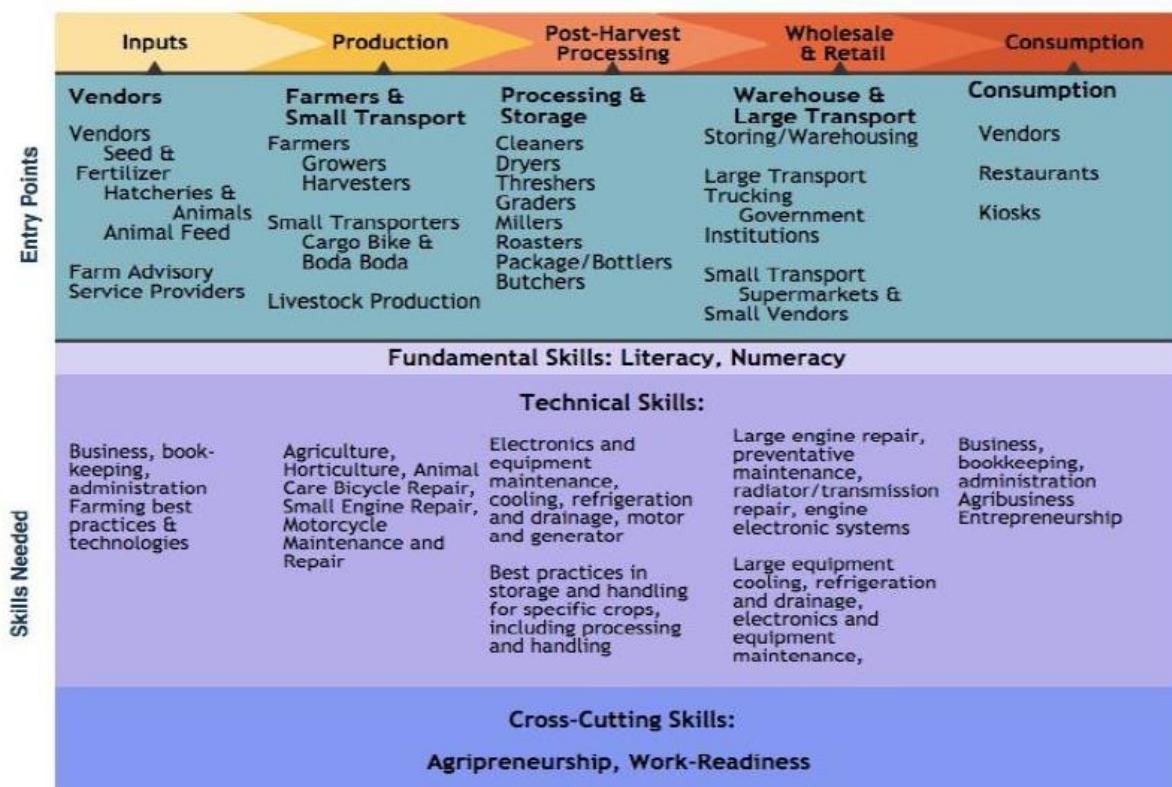 Inputs
Production
Post-Harvest
Processing
Wholesale
& Retail
Consumption
Entry Points
Vendors
Vendors
Seed &
Fertilizer
Hatcheries &
Animals
Animal Feed
Farm Advisory
Service Providers
Farmers &
Small Transport
Farmers
Growers
Harvesters
Small Transporters
Cargo Bike &
Boda Boda
Livestock Production
Processing &
Storage
Cleaners
Dryers
Threshers
Graders
Millers
Roasters
Package/Bottlers
Butchers
Warehouse &
Large Transport
Storing/Warehousing
Large Transport
Trucking
Government
Institutions
Small Transport
Supermarkets &
Small Vendors
Consumption
Vendors
Restaurants
Kiosks
Fundamental Skills: Literacy, Numeracy
Skills Needed
Technical Skills:
Business, book-
keeping,
administration
Farming best
practices &
technologies
Agriculture,
Horticulture, Animal
Care Bicycle Repair,
Small Engine Repair,
Motorcycle
Maintenance and
Repair
Electronics and
equipment
maintenance,
cooling, refrigeration
and drainage, motor
and generator
Best practices in
storage and handling
for specific crops,
including processing
and handling
Large engine repair,
preventative
maintenance,
radiator/transmission
repair, engine
electronic systems
Large equipment
cooling, refrigeration
and drainage,
electronics and
equipment
maintenance,
Business,
bookkeeping,
administration
Agribusiness
Entrepreneurship
Cross-Cutting Skills:
Agripreneurship, Work-Readiness